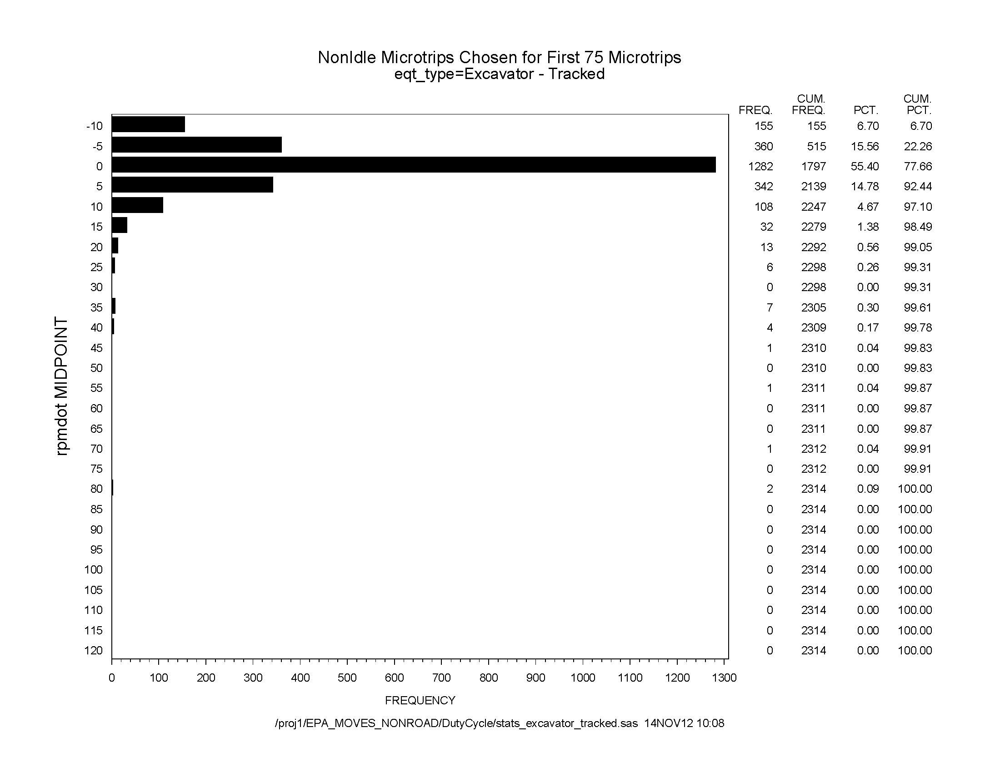 NonIdle Microtrips Chosen for First 75 Microtrips
eqt_type=Excavator - Tracked
CUM. CUM.
FREQ. FREQ. PCT. PCT.
-10 155 155 6.70 6.70
-5 360 515 15.56 22.26
0 1282 1797 55.40 77.66
5 342 2139 14.78 92.44
10 108 2247 4.67 97.10
15 32 2279 1.38 98.49
20 13 2292 0.56 99.05
25 6 2298 0.26 99.31
30 0 2298 0.00 99.31
35 7 2305 0.30 99.61
40 4 2309 0.17 99.78
45 1 2310 0.04 99.83
50 0 2310 0.00 99.83
55 1 2311 0.04 99.87
60 0 2311 0.00 99.87
65 0 2311 0.00 99.87
70 1 2312 0.04 99.91
75 0 2312 0.00 99.91
80 2 2314 0.09 100.00
85 0 2314 0.00 100.00
90 0 2314 0.00 100.00
95 0 2314 0.00 100.00
100 0 2314 0.00 100.00
105 0 2314 0.00 100.00
110 0 2314 0.00 100.00
115 0 2314 0.00 100.00
120 0 2314 0.00 100.00
rpmdot MIDPOINT
0 100 200 300 400 500 600 700 800 900 1000 1100 1200 1300
FREQUENCY
/proj1/EPA_MOVES_NONROAD/DutyCycle/stats_excavator_tracked.sas 14NOV12 10:08